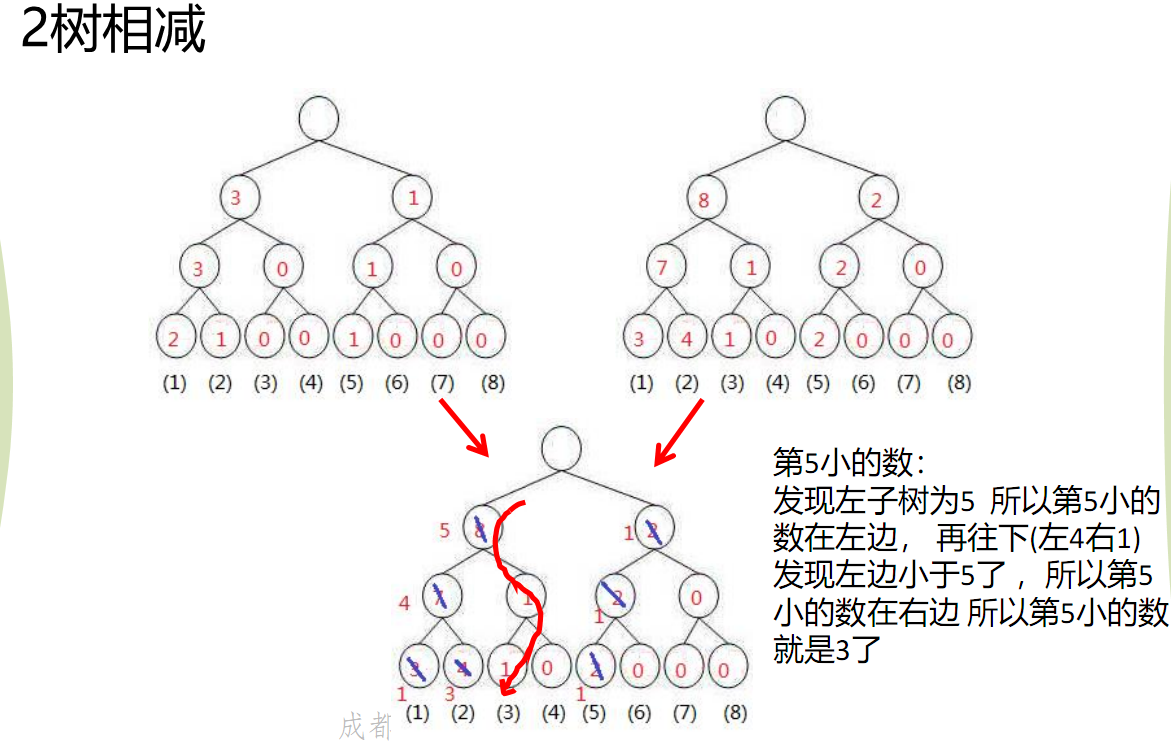 2树相减
3 1 8 2
3 0 1 0 7 1 2 0
2 1 0 0 1 0 0 0 3 4 1 0 2 0 0 0
(1) (2) (3) (4) (5) (6) (7) (8) (1) (2) (3) (4) (5) (6) (7) (8)
第5小的数：
发现左子树为5 所以第5小的
数在左边， 再往下(左4右1)
发现左边小于5了 ，所以第5
小的数在右边 所以第5小的数
就是3了
5 8 1 2
4 7 1 2 0
1
3 4 1 0 2 0 0 0
1 3 1
(1) (2) (3) (4) (5) (6) (7) (8)
成都